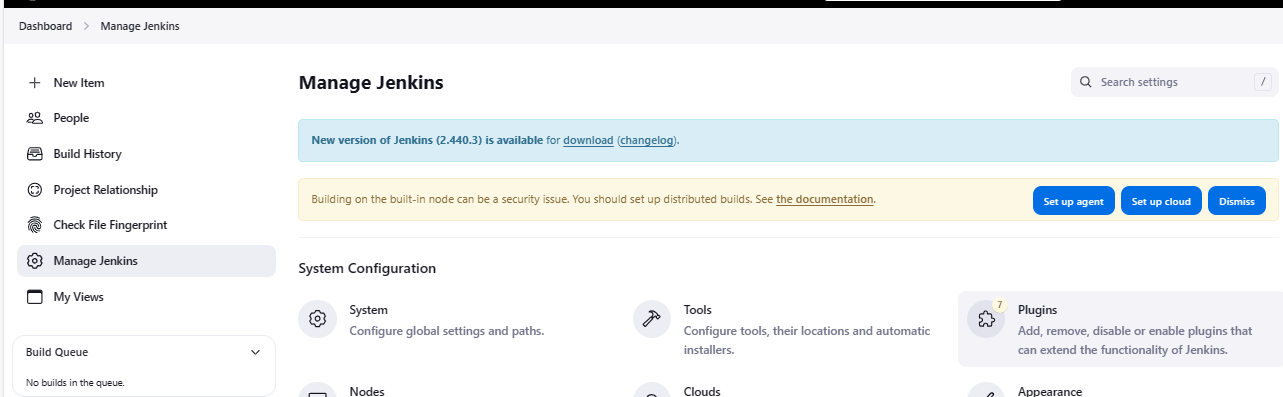 Dashboard > Manage Jenkins
New Item
People
Build History
Project Relationship
Check File Fingerprint
Manage Jenkins
My Views
Build Queue
No builds in the queue.
Manage Jenkins
Search settings /
New version of Jenkins (2.440.3) is available for download (changelog).
Building on the built-in node can be a security issue. You should set up distributed builds. See the documentation.
Set up agent
Set up cloud
Dismiss
System Configuration
System
Configure global settings and paths.
Tools
Configure tools, their locations and automatic
installers.
7
Plugins
Add, remove, disable or enable plugins that
can extend the functionality of Jenkins.
Nodes
Clouds
Appearance